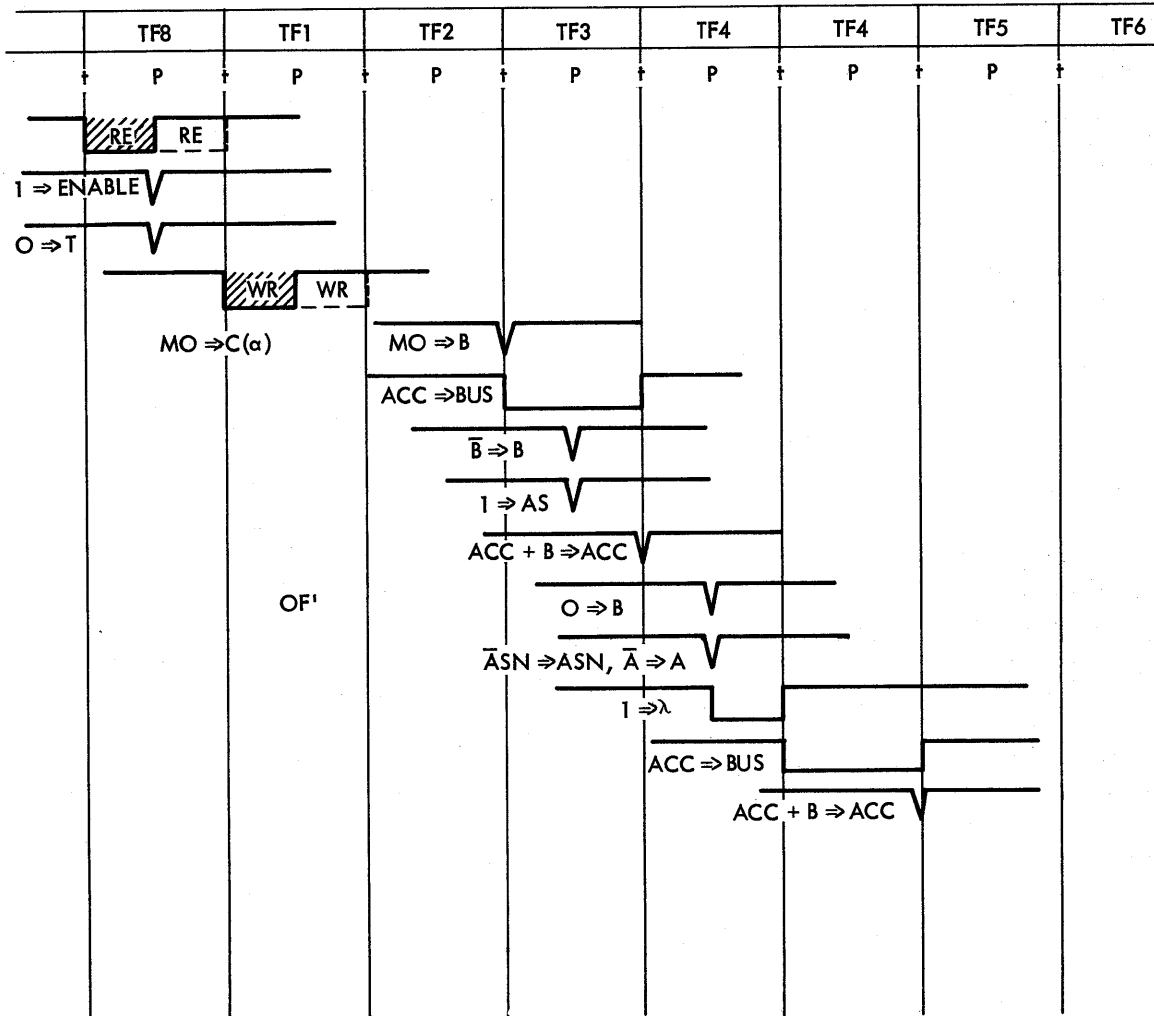 TF8 TF1 TF2 TF3 TF4 TF4 TF5 TF6
t P t P t P t P t P t P t P t
RE RE
1 ⇒ ENABLE
O ⇒ T
WR WR
MO ⇒ C(α) MO ⇒ B
ACC ⇒ BUS
B̅ ⇒ B
1 ⇒ AS
ACC + B ⇒ ACC
OF' O ⇒ B
A̅SN ⇒ ASN, A̅ ⇒ A
1 ⇒ λ
ACC ⇒ BUS
ACC + B ⇒ ACC